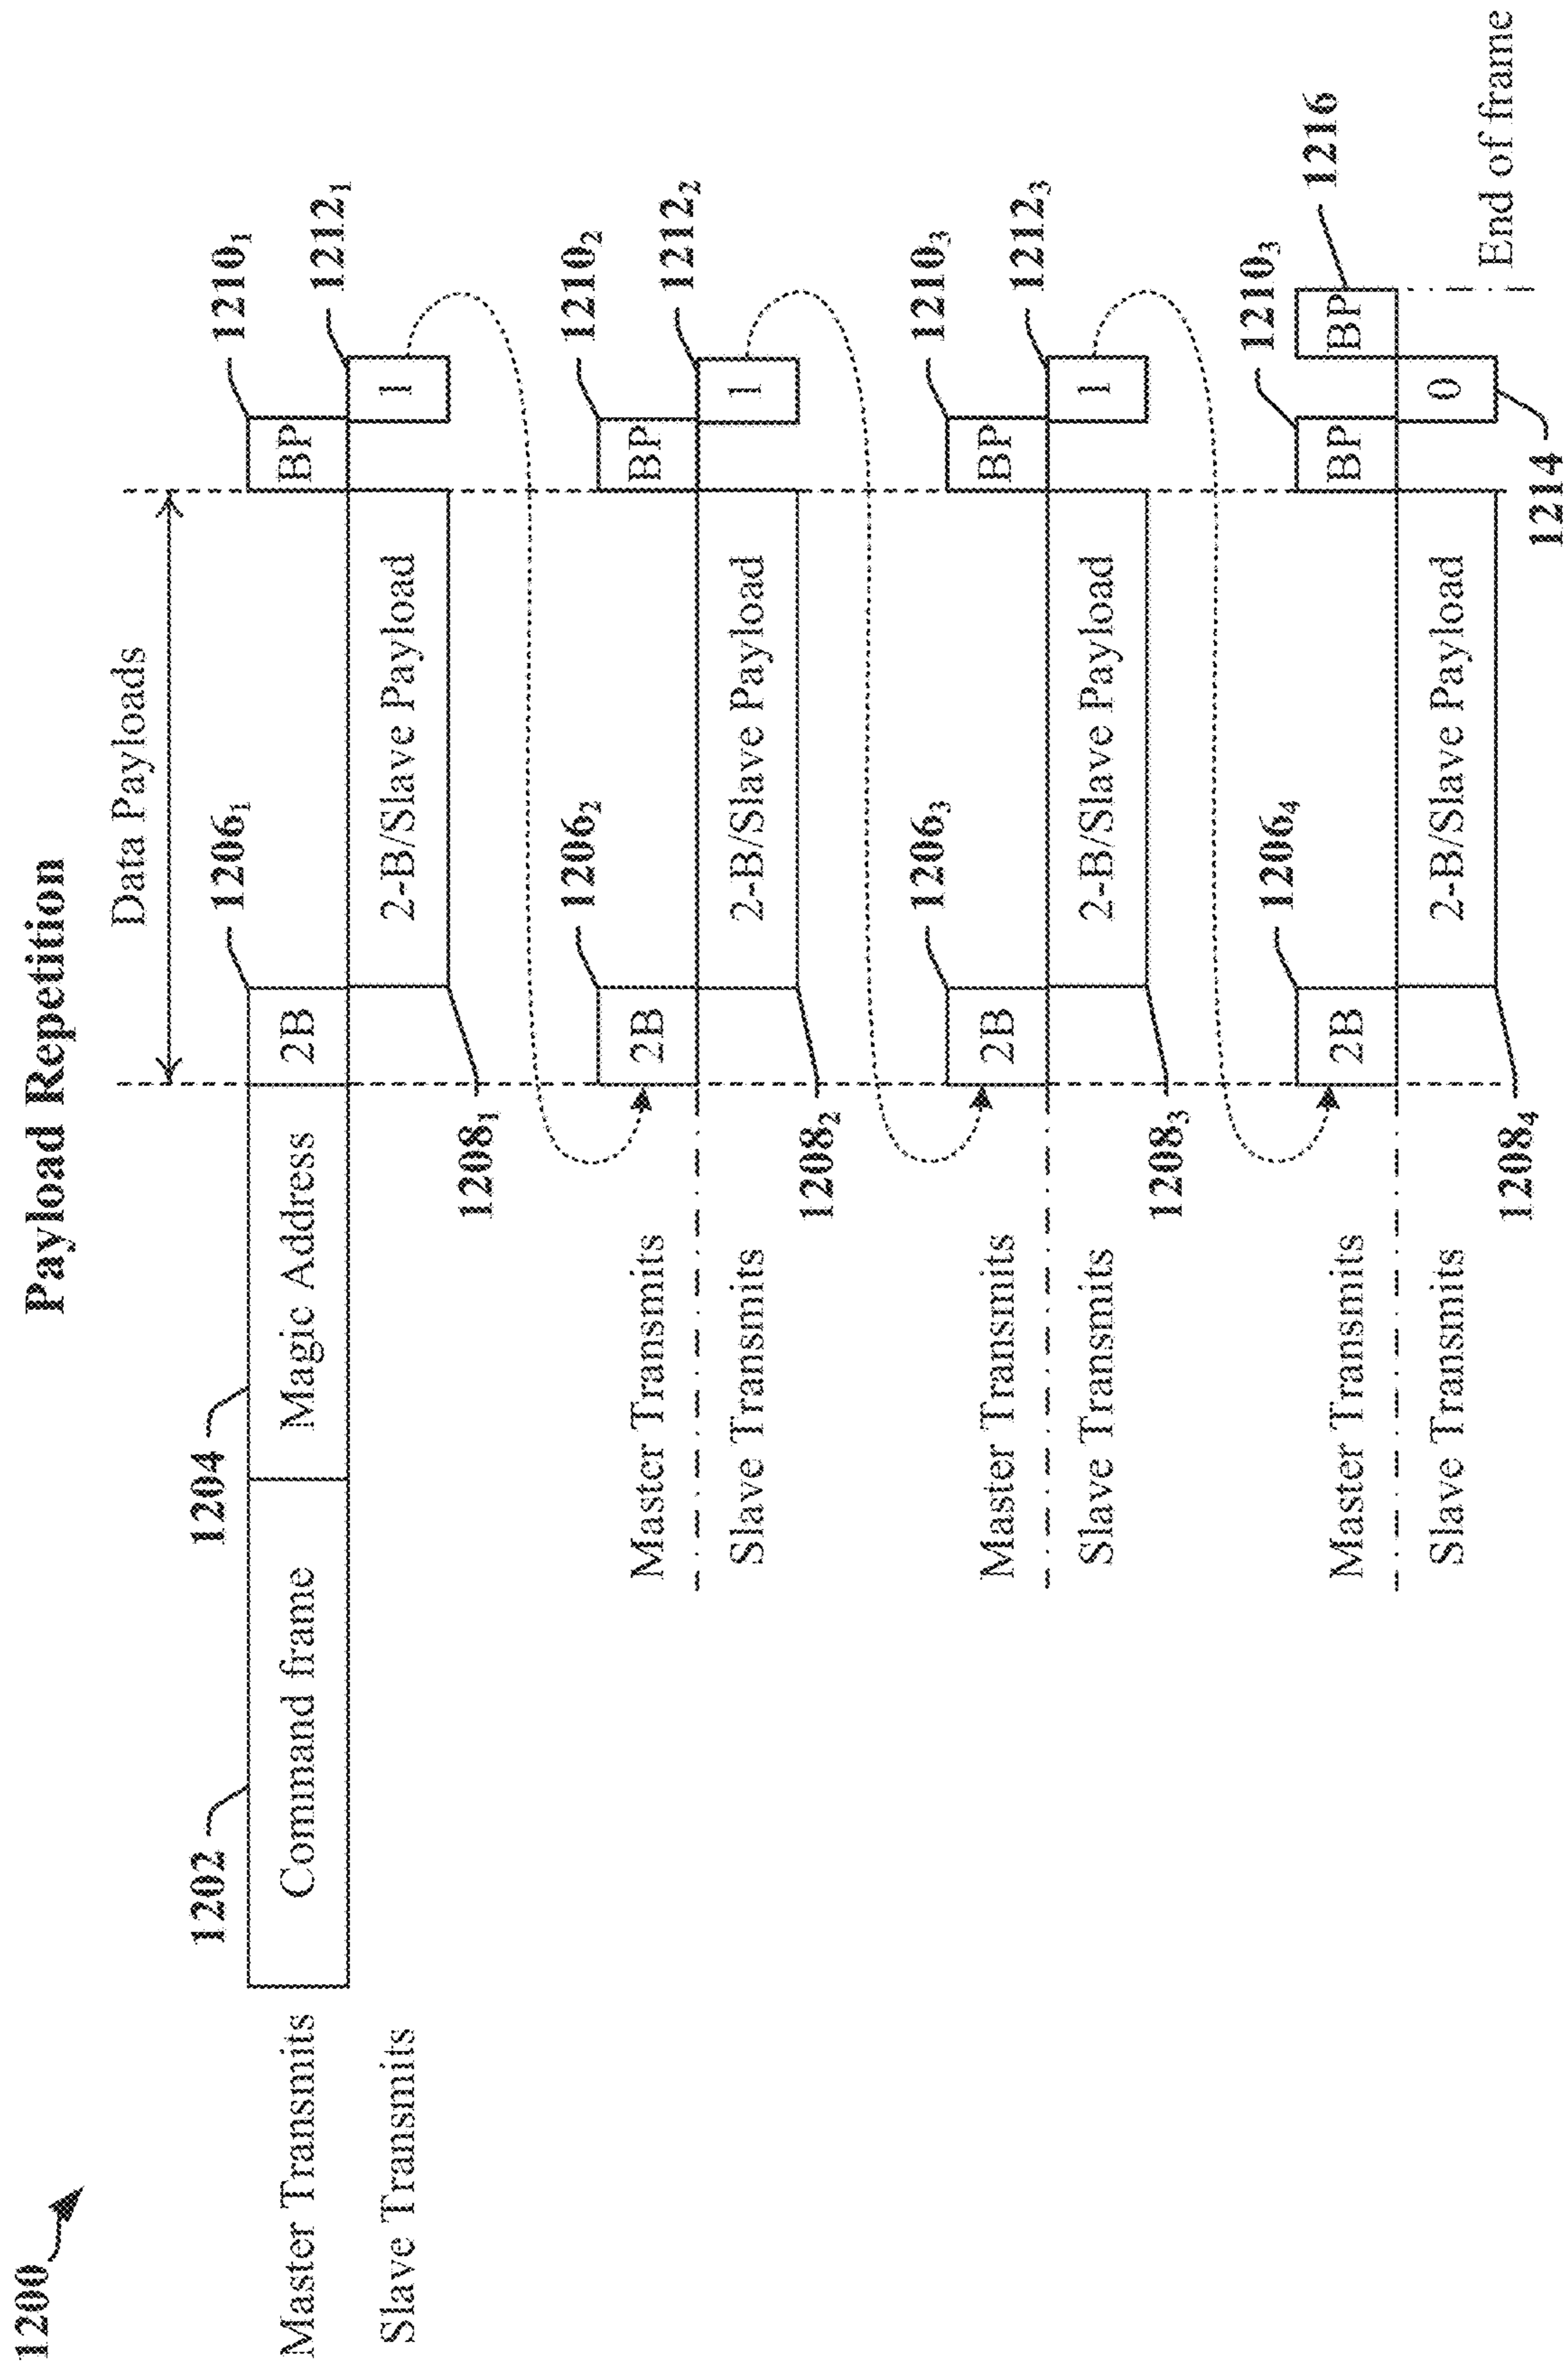 1200
Payload Repetition
Data Payloads
1202
1204
1206₁
1210₁
Master Transmits
Command frame
Magic Address
2B
BP
1212₁
Slave Transmits
2-B/Slave Payload
1
1208₁
1206₂
1210₂
Master Transmits
2B
BP
1212₂
Slave Transmits
2-B/Slave Payload
1
1208₂
1206₃
1210₃
Master Transmits
2B
BP
1212₃
Slave Transmits
2-B/Slave Payload
1
1208₃
1206₄
1210₃
1216
Master Transmits
2B
BP
BP
Slave Transmits
2-B/Slave Payload
0
End of frame
1208₄
1214